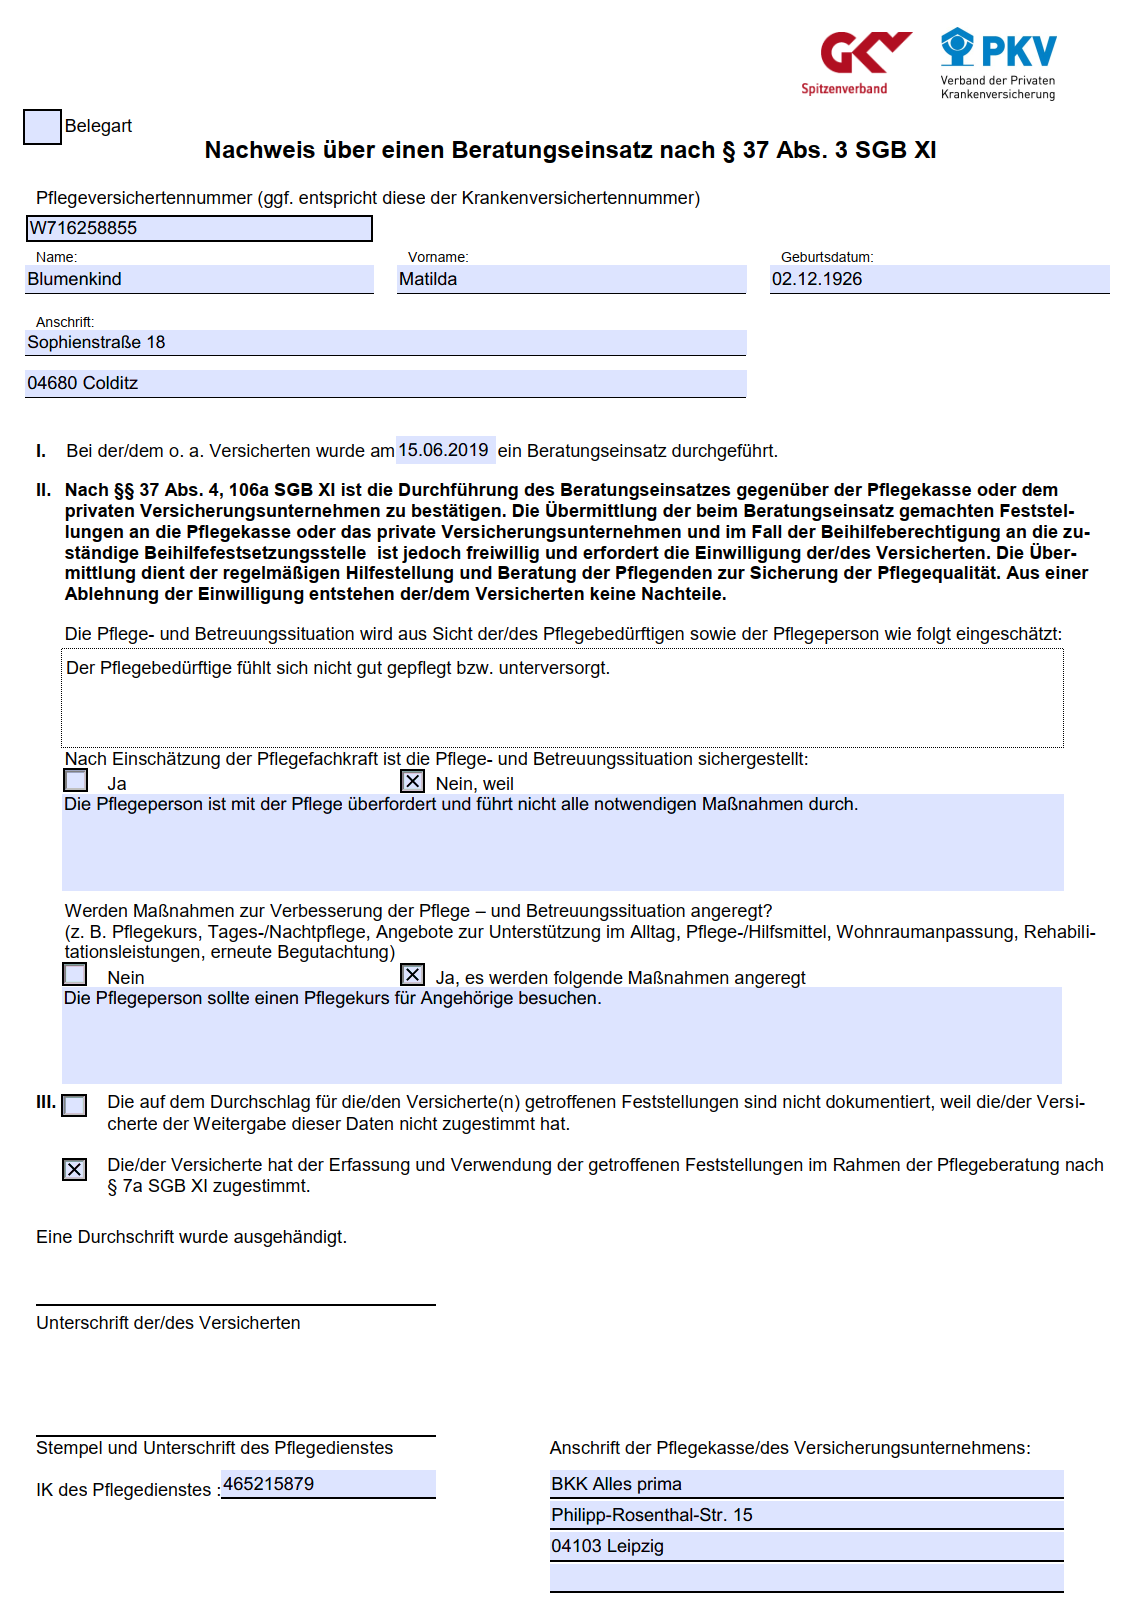 GKV
Spitzenverband
PKV
Verband der Privaten
Krankenversicherung
Belegart
Nachweis über einen Beratungseinsatz nach § 37 Abs. 3 SGB XI
Pflegeversichertennummer (ggf. entspricht diese der Krankenversichertennummer)
W716258855
Name: Vorname: Geburtsdatum:
Blumenkind Matilda 02.12.1926
Anschrift:
Sophienstraße 18
04680 Colditz
I. Bei der/dem o. a. Versicherten wurde am 15.06.2019 ein Beratungseinsatz durchgeführt.
II. Nach §§ 37 Abs. 4, 106a SGB XI ist die Durchführung des Beratungseinsatzes gegenüber der Pflegekasse oder dem
privaten Versicherungsunternehmen zu bestätigen. Die Übermittlung der beim Beratungseinsatz gemachten Feststel-
lungen an die Pflegekasse oder das private Versicherungsunternehmen und im Fall der Beihilfeberechtigung an die zu-
ständige Beihilfefestsetzungsstelle ist jedoch freiwillig und erfordert die Einwilligung der/des Versicherten. Die Über-
mittlung dient der regelmäßigen Hilfestellung und Beratung der Pflegenden zur Sicherung der Pflegequalität. Aus einer
Ablehnung der Einwilligung entstehen der/dem Versicherten keine Nachteile.
Die Pflege- und Betreuungssituation wird aus Sicht der/des Pflegebedürftigen sowie der Pflegeperson wie folgt eingeschätzt:
Der Pflegebedürftige fühlt sich nicht gut gepflegt bzw. unterversorgt.
Nach Einschätzung der Pflegefachkraft ist die Pflege- und Betreuungssituation sichergestellt:
Ja Nein, weil
Die Pflegeperson ist mit der Pflege überfordert und führt nicht alle notwendigen Maßnahmen durch.
Werden Maßnahmen zur Verbesserung der Pflege – und Betreuungssituation angeregt?
(z. B. Pflegekurs, Tages-/Nachtpflege, Angebote zur Unterstützung im Alltag, Pflege-/Hilfsmittel, Wohnraumanpassung, Rehabili-
tationsleistungen, erneute Begutachtung)
Nein Ja, es werden folgende Maßnahmen angeregt
Die Pflegeperson sollte einen Pflegekurs für Angehörige besuchen.
III. Die auf dem Durchschlag für die/den Versicherte(n) getroffenen Feststellungen sind nicht dokumentiert, weil die/der Versi-
cherte der Weitergabe dieser Daten nicht zugestimmt hat.
Die/der Versicherte hat der Erfassung und Verwendung der getroffenen Feststellungen im Rahmen der Pflegeberatung nach
§ 7a SGB XI zugestimmt.
Eine Durchschrift wurde ausgehändigt.
Unterschrift der/des Versicherten
Stempel und Unterschrift des Pflegedienstes
IK des Pflegedienstes : 465215879
Anschrift der Pflegekasse/des Versicherungsunternehmens:
BKK Alles prima
Philipp-Rosenthal-Str. 15
04103 Leipzig